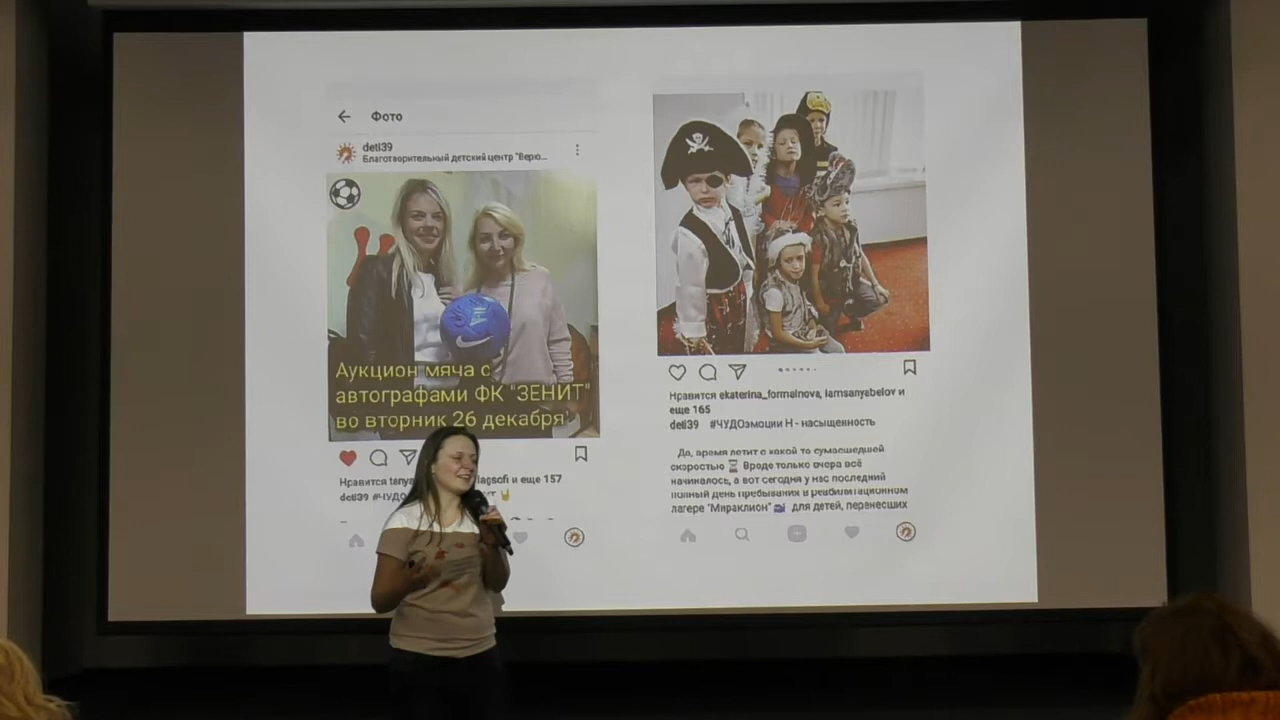 Фото
deti39
Благотворительный детский центр "Верю...
Аукцион мяча с
автографами ФК "ЗЕНИТ"
во вторник 26 декабря
Нравится tanya lagsofi и еще 157
deti39 #ЧУДО
Нравится ekaterina_formalnova, iamsanyabelov и
еще 165
deti39 #ЧУДОэмоции Н - насыщенность
Да, время летит с какой то сумасшедшей
скоростью ⏳ Вроде только вчера всё
начиналось, а вот сегодня у нас последний
полный день пребывания в реабилитационном
лагере "Мираклион" для детей, перенесших